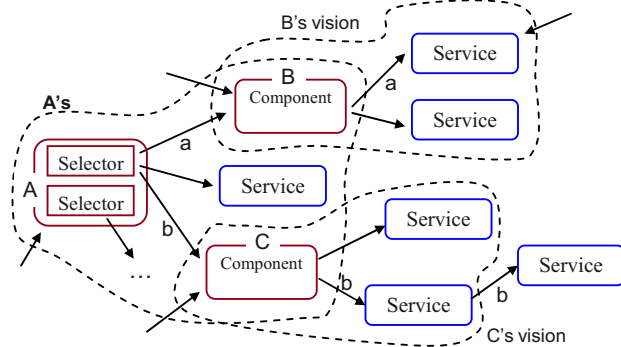 B's vision
Service
B
a
Component
A's
Service
a
Selector
A
Service
Selector
b
C
Service
Component
...
b
Service
Service
b
C's vision